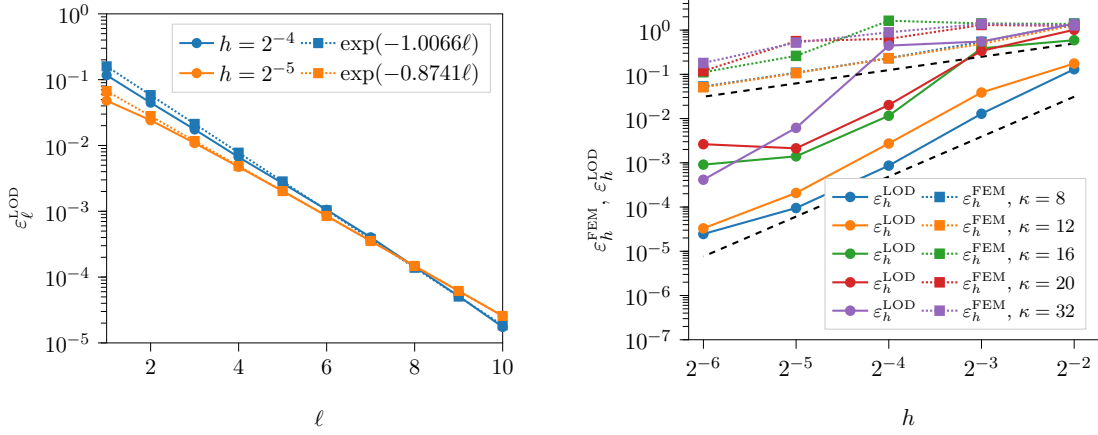 10^0
10^{-1}
10^{-2}
10^{-3}
10^{-4}
10^{-5}
ε_ℓ^{LOD}
h = 2^{-4} exp(−1.0066ℓ)
h = 2^{-5} exp(−0.8741ℓ)
2 4 6 8 10
ℓ
10^0
10^{-1}
10^{-2}
10^{-3}
10^{-4}
10^{-5}
10^{-6}
10^{-7}
ε_h^{FEM}, ε_h^{LOD}
ε_h^{LOD} ε_h^{FEM}, κ = 8
ε_h^{LOD} ε_h^{FEM}, κ = 12
ε_h^{LOD} ε_h^{FEM}, κ = 16
ε_h^{LOD} ε_h^{FEM}, κ = 20
ε_h^{LOD} ε_h^{FEM}, κ = 32
2^{-6} 2^{-5} 2^{-4} 2^{-3} 2^{-2}
h